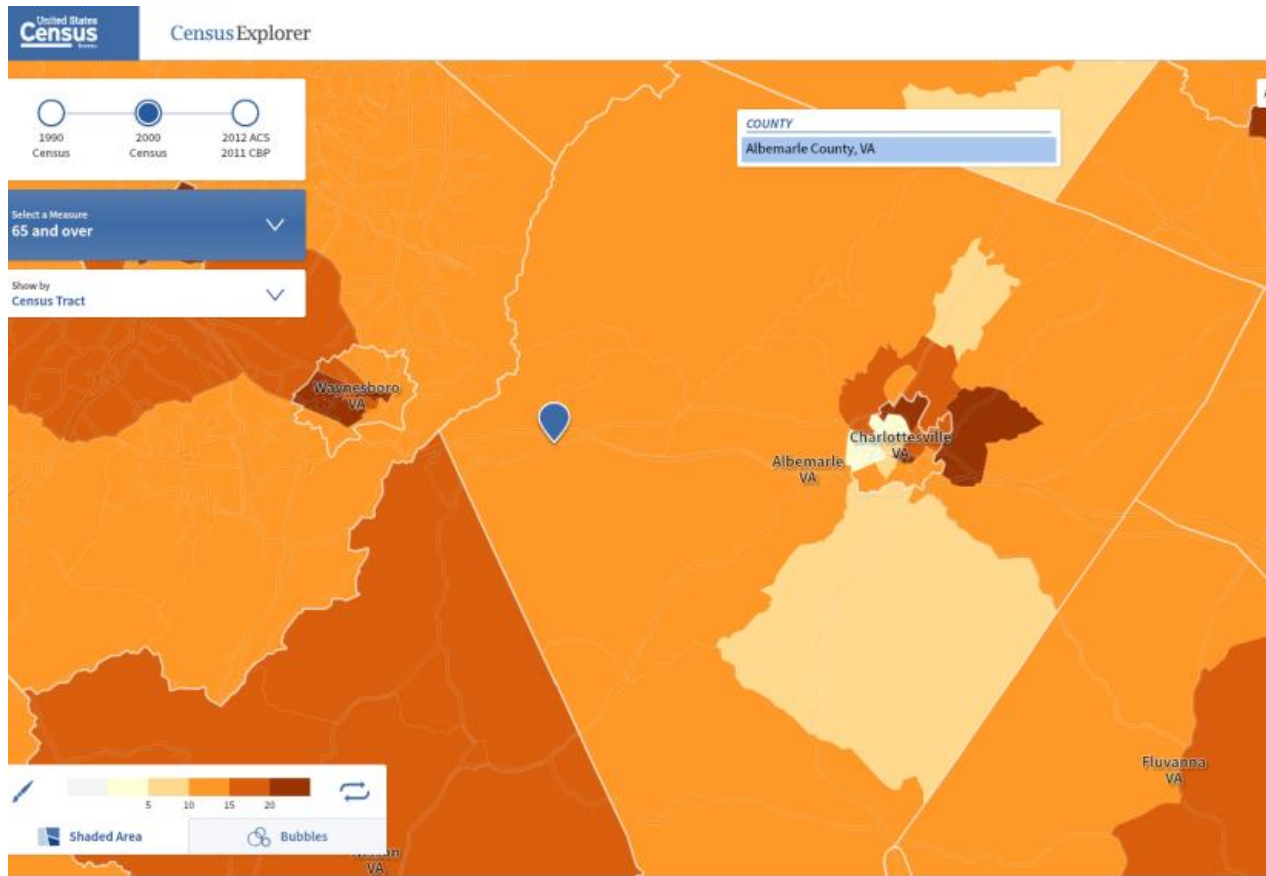 United States
Census
Bureau
Census Explorer
1990
Census
2000
Census
2012 ACS
2011 CBP
COUNTY
Albemarle County, VA
Select a Measure
65 and over
Show by
Census Tract
Waynesboro
VA
Charlottesville
VA
Albemarle
VA
Fluvanna
VA
5 10 15 20
Shaded Area
Bubbles
VA